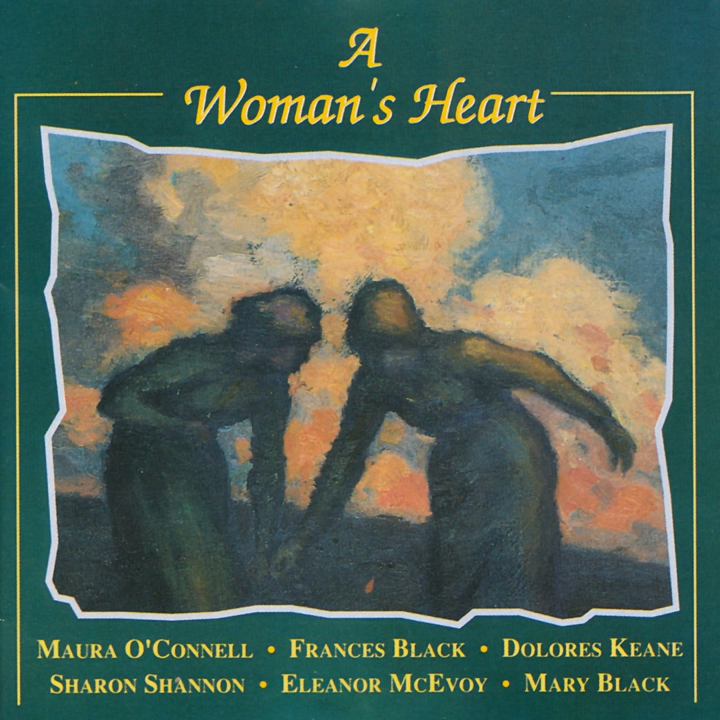 A
Woman's Heart
MAURA O'CONNELL • FRANCES BLACK • DOLORES KEANE
SHARON SHANNON • ELEANOR MCEVOY • MARY BLACK